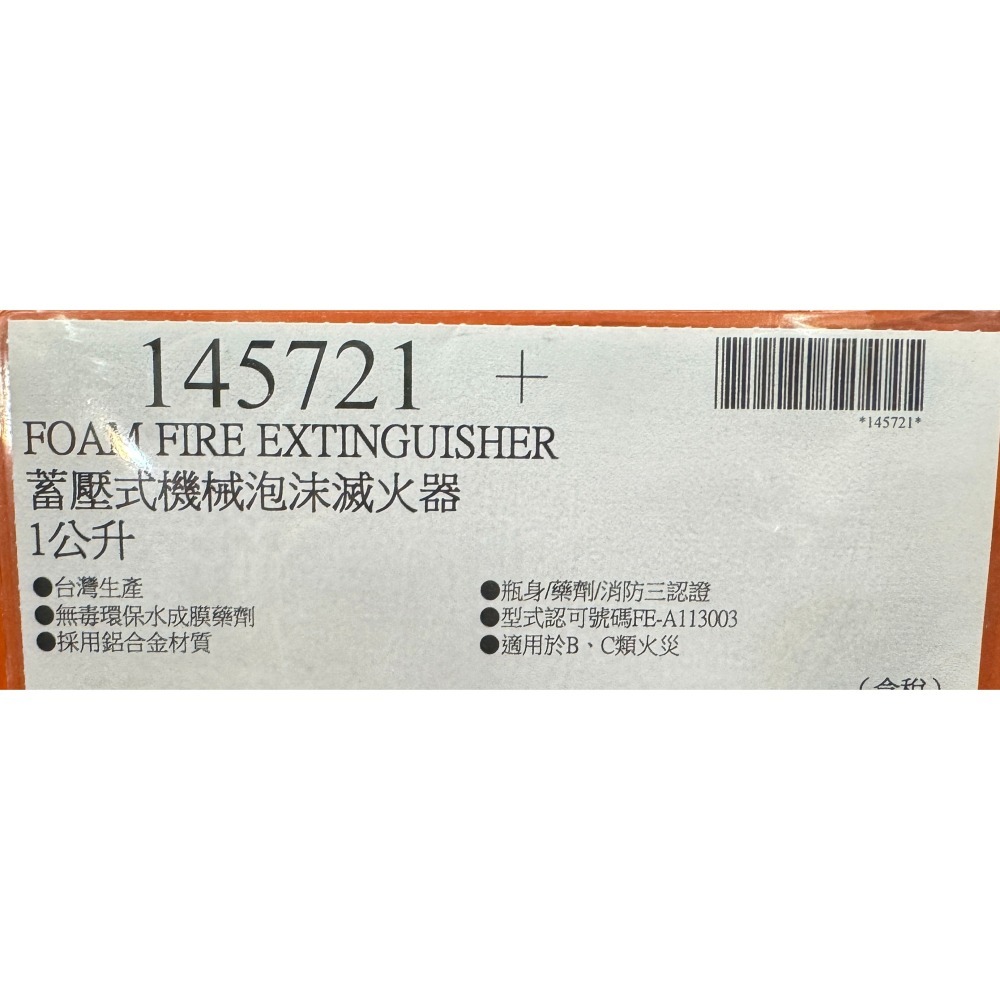 145721 +
*145721*
FOAM FIRE EXTINGUISHER
蓄壓式機械泡沫滅火器
1公升
●台灣生產
●無毒環保水成膜藥劑
●採用鋁合金材質
●瓶身/藥劑/消防三認證
●型式認可號碼FE-A113003
●適用於B、C類火災
(含稅)